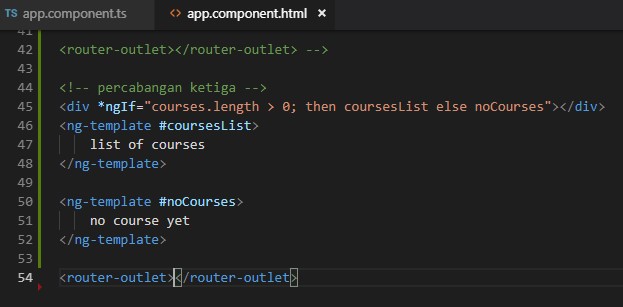 TS app.component.ts <> app.component.html ×
41
42 <router-outlet></router-outlet> -->
43
44 <!-- percabangan ketiga -->
45 <div *ngIf="courses.length > 0; then coursesList else noCourses"></div>
46 <ng-template #coursesList>
47 list of courses
48 </ng-template>
49
50 <ng-template #noCourses>
51 no course yet
52 </ng-template>
53
54 <router-outlet></router-outlet>